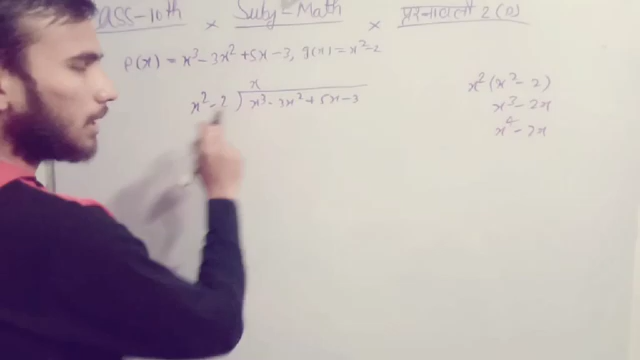 ASS-10th × Subj-Math × प्रश्नावली 2(D)
P(x) = x³-3x²+5x-3, g(x) = x²-2
x
x²-2 ) x³-3x²+5x-3
x²(x²-2)
x³-2x
x⁴-2x